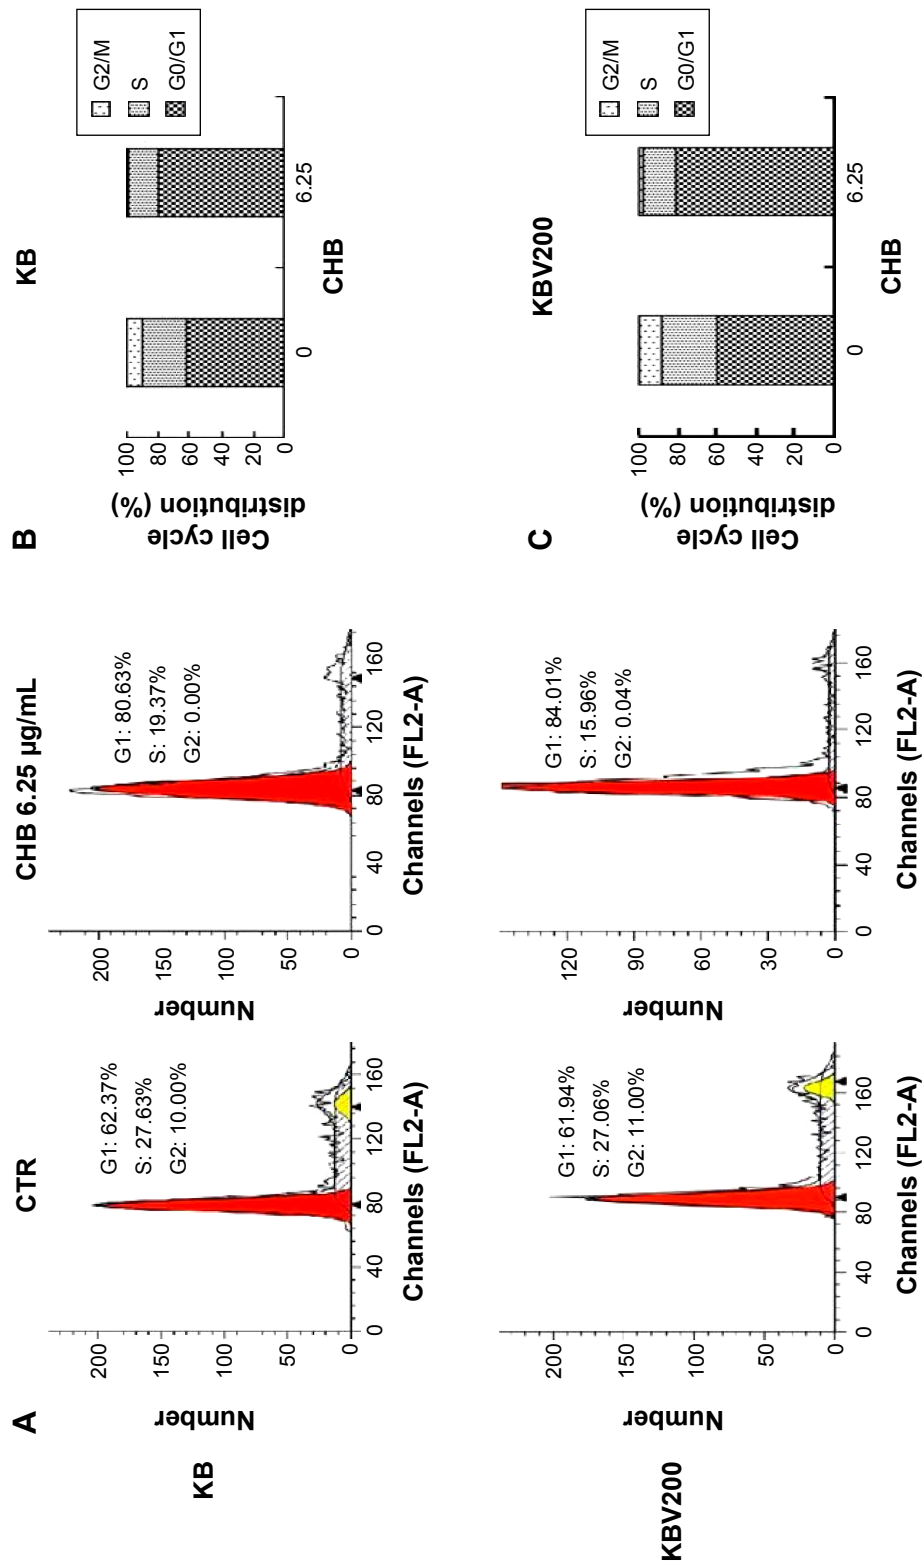 A
CTR
CHB 6.25 µg/mL
KB
Number
200
150
100
50
0
G1: 62.37%
S: 27.63%
G2: 10.00%
0
40
80
120
160
Channels (FL2-A)
Number
200
150
100
50
0
G1: 80.63%
S: 19.37%
G2: 0.00%
0
40
80
120
160
Channels (FL2-A)
KBV200
Number
200
150
100
50
0
G1: 61.94%
S: 27.06%
G2: 11.00%
0
40
80
120
160
Channels (FL2-A)
Number
120
90
60
30
0
G1: 84.01%
S: 15.96%
G2: 0.04%
0
40
80
120
160
Channels (FL2-A)
B
KB
Cell cycle
distribution (%)
100
80
60
40
20
0
0
6.25
CHB
G2/M
S
G0/G1
C
KBV200
Cell cycle
distribution (%)
100
80
60
40
20
0
0
6.25
CHB
G2/M
S
G0/G1